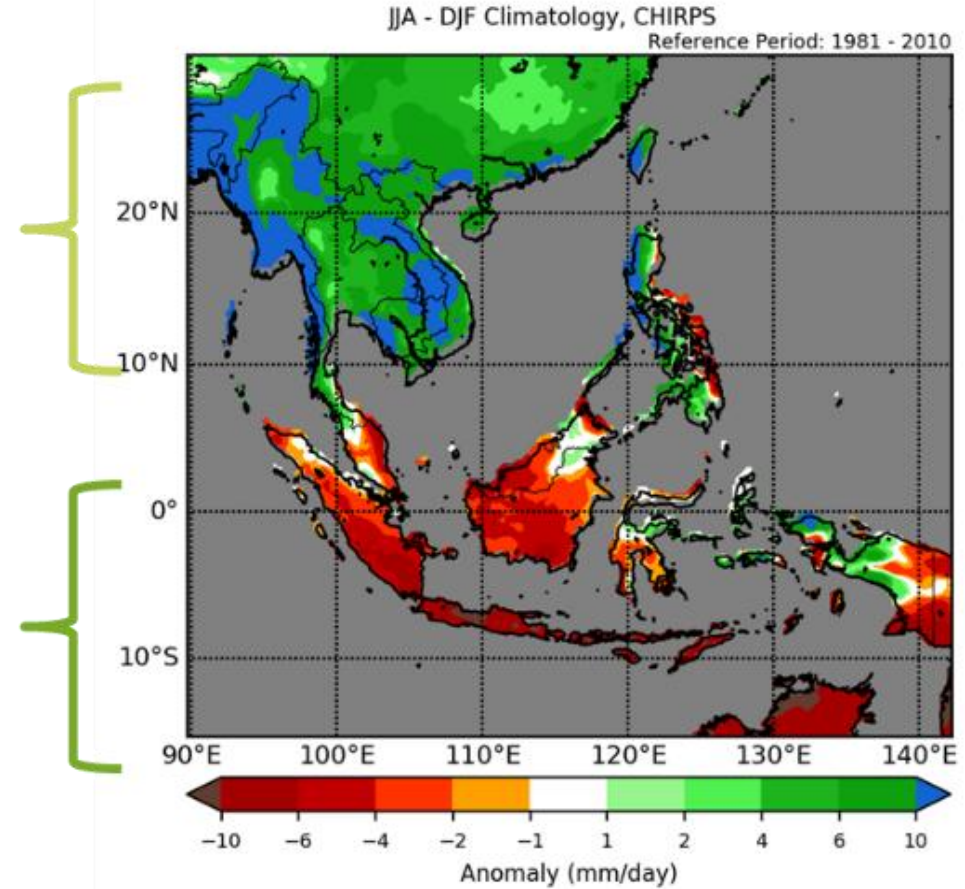 JJA - DJF Climatology, CHIRPS
Reference Period: 1981 - 2010
20°N
10°N
0°
10°S
90°E 100°E 110°E 120°E 130°E 140°E
−10 −6 −4 −2 −1 1 2 4 6 10
Anomaly (mm/day)